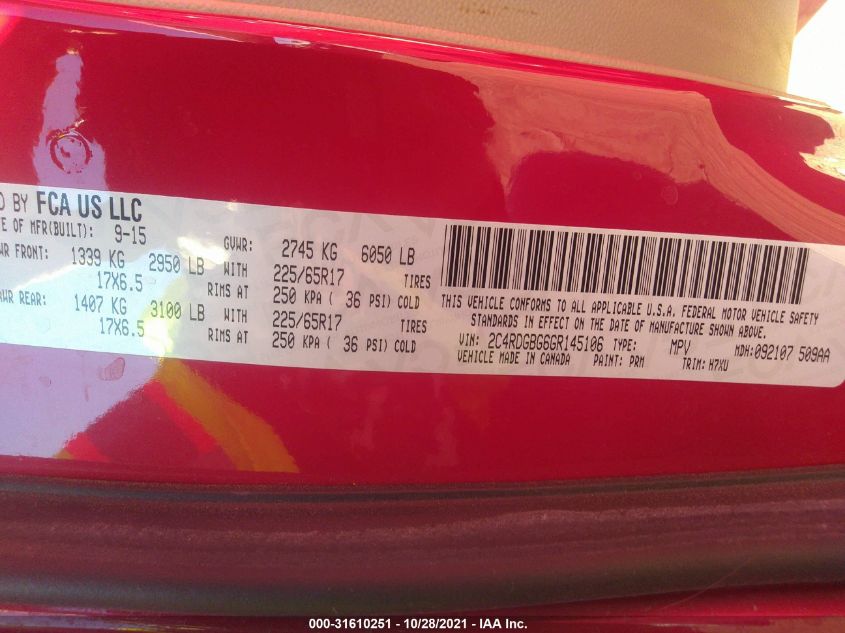 BY FCA US LLC
OF MFR(BUILT): 9-15 GVWR: 2745 KG 6050 LB
FRONT: 1339 KG 2950 LB WITH 225/65R17 TIRES
17X6.5 RIMS AT 250 KPA ( 36 PSI) COLD
REAR: 1407 KG 3100 LB WITH 225/65R17 TIRES
17X6.5 RIMS AT 250 KPA ( 36 PSI) COLD
THIS VEHICLE CONFORMS TO ALL APPLICABLE U.S.A. FEDERAL MOTOR VEHICLE SAFETY
STANDARDS IN EFFECT ON THE DATE OF MANUFACTURE SHOWN ABOVE.
VIN: 2C4RDGBG6GR145106 TYPE: MPV MDH:092107 509AA
VEHICLE MADE IN CANADA PAINT: PRM TRIM: H7XU
000-31610251 - 10/28/2021 - IAA Inc.